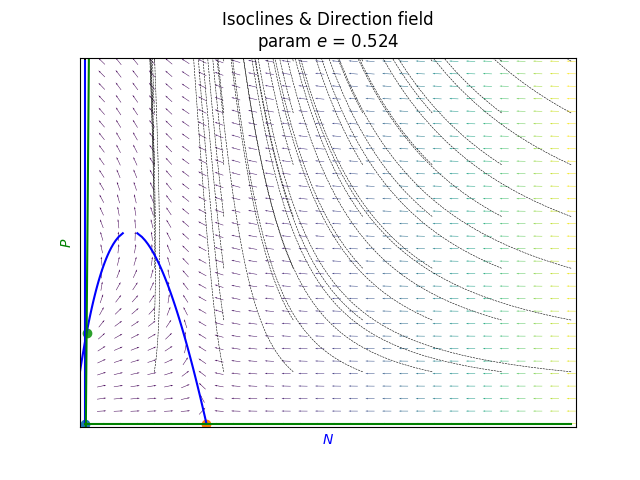 Isoclines & Direction field
param e = 0.524
P
N